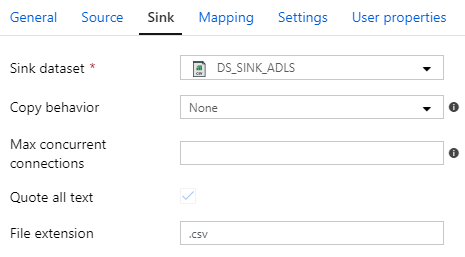 General Source Sink Mapping Settings User properties
Sink dataset * DS_SINK_ADLS
Copy behavior None
Max concurrent
connections
Quote all text
File extension .csv